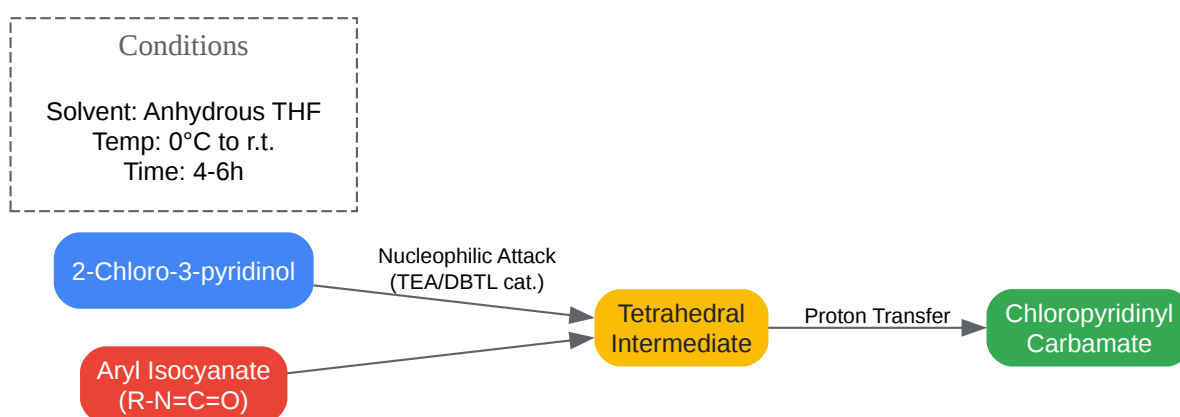 Conditions
Solvent: Anhydrous THF
Temp: 0°C to r.t.
Time: 4-6h
2-Chloro-3-pyridinol
Nucleophilic Attack
(TEA/DBTL cat.)
Aryl Isocyanate
(R-N=C=O)
Tetrahedral
Intermediate
Proton Transfer
Chloropyridinyl
Carbamate